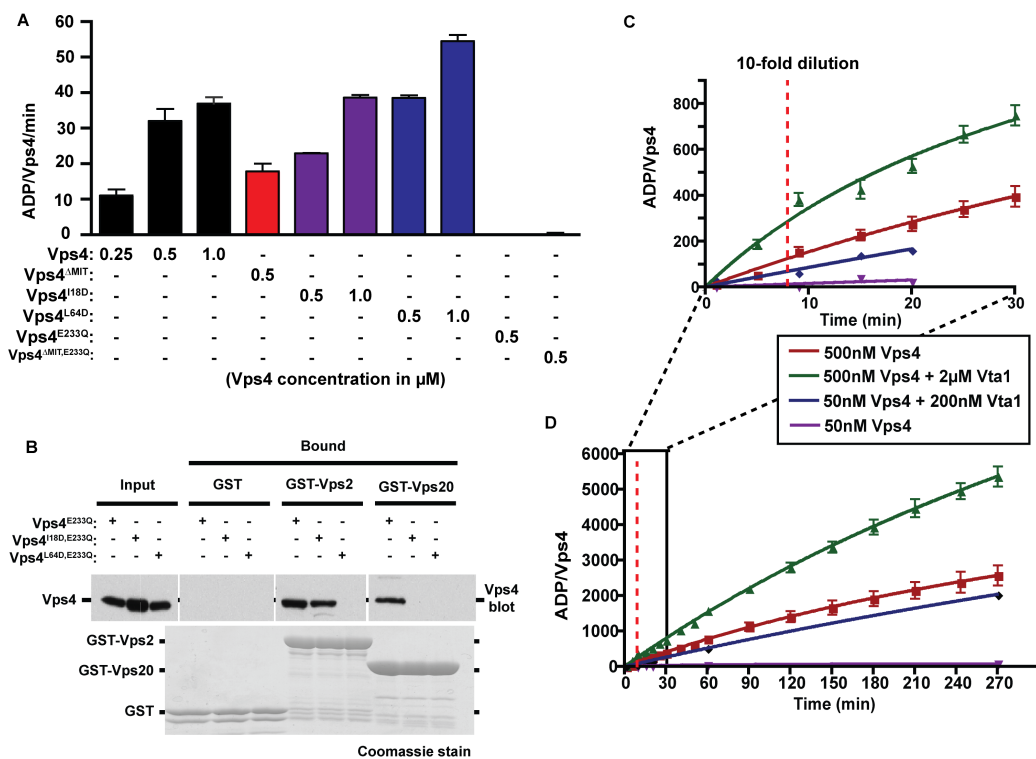 A
60
50
40
30
20
10
0
ADP/Vps4/min
Vps4: 0.25 0.5 1.0 - - - - - - -
Vps4ΔMIT: - - - 0.5 - - - - - -
Vps4I18D: - - - - 0.5 1.0 - - - -
Vps4L64D: - - - - - - 0.5 1.0 - -
Vps4E233Q: - - - - - - - - 0.5 -
Vps4ΔMIT,E233Q: - - - - - - - - - 0.5
(Vps4 concentration in µM)
B
Bound
Input GST GST-Vps2 GST-Vps20
Vps4E233Q: + - - + - - + - - + - -
Vps4I18D,E233Q: - + - - + - - + - - + -
Vps4L64D,E233Q: - - + - - + - - + - - +
Vps4
Vps4 blot
GST-Vps2
GST-Vps20
GST
Coomassie stain
C
10-fold dilution
800
600
400
200
0
ADP/Vps4
0 10 20 30
Time (min)
500nM Vps4
500nM Vps4 + 2µM Vta1
50nM Vps4 + 200nM Vta1
50nM Vps4
D
6000
5000
4000
3000
2000
1000
0
ADP/Vps4
0 30 60 90 120 150 180 210 240 270
Time (min)